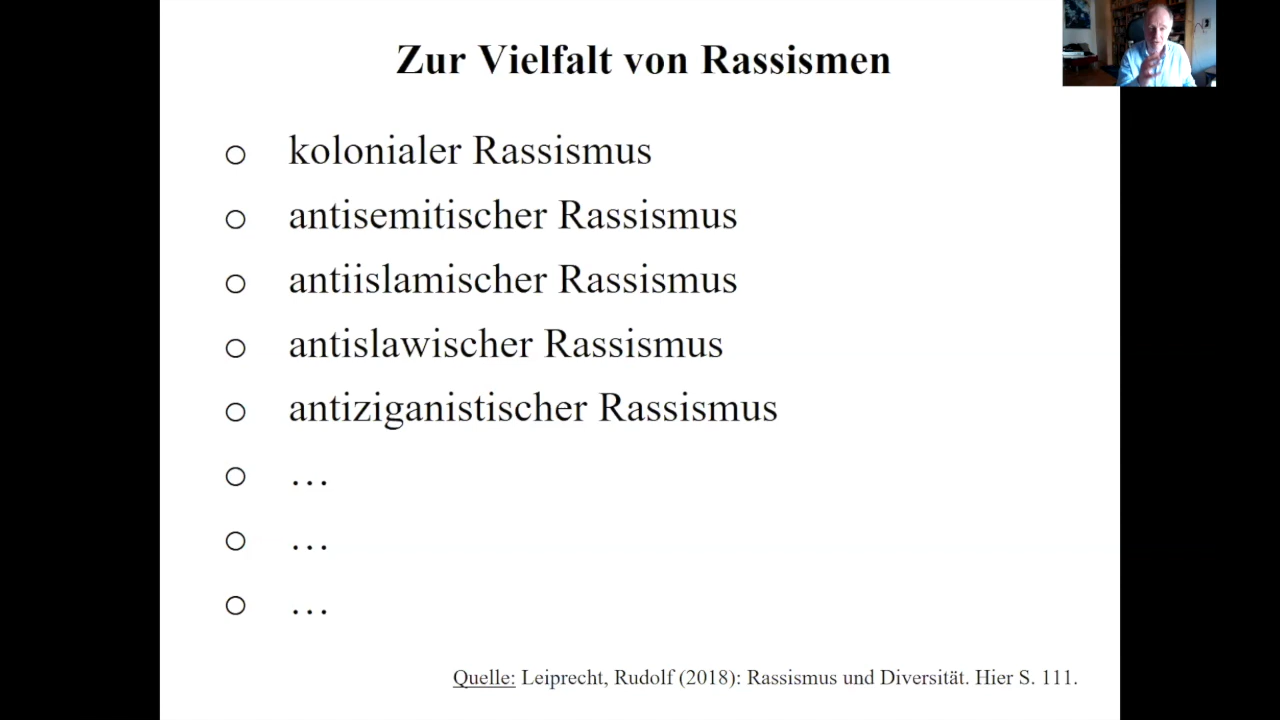 Zur Vielfalt von Rassismen
kolonialer Rassismus
antisemitischer Rassismus
antiislamischer Rassismus
antislawischer Rassismus
antiziganistischer Rassismus
…
…
…
Quelle: Leiprecht, Rudolf (2018): Rassismus und Diversität. Hier S. 111.